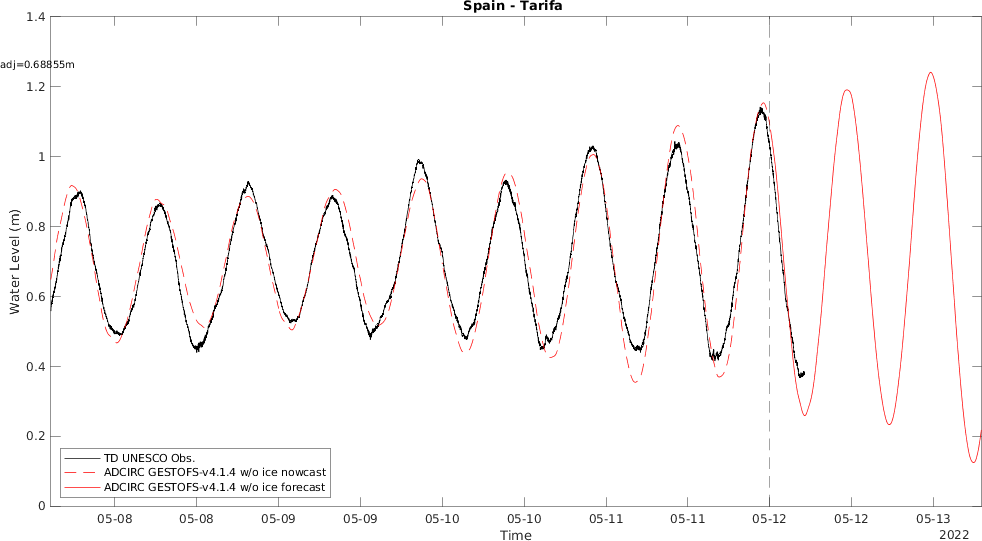 Spain - Tarifa
1.4
adj=0.68855m
1.2
1
0.8
0.6
0.4
0.2
0
Water Level (m)
TD UNESCO Obs.
ADCIRC GESTOFS-v4.1.4 w/o ice nowcast
ADCIRC GESTOFS-v4.1.4 w/o ice forecast
05-08 05-08 05-09 05-09 05-10 05-10 05-11 05-11 05-12 05-12 05-13
Time
2022